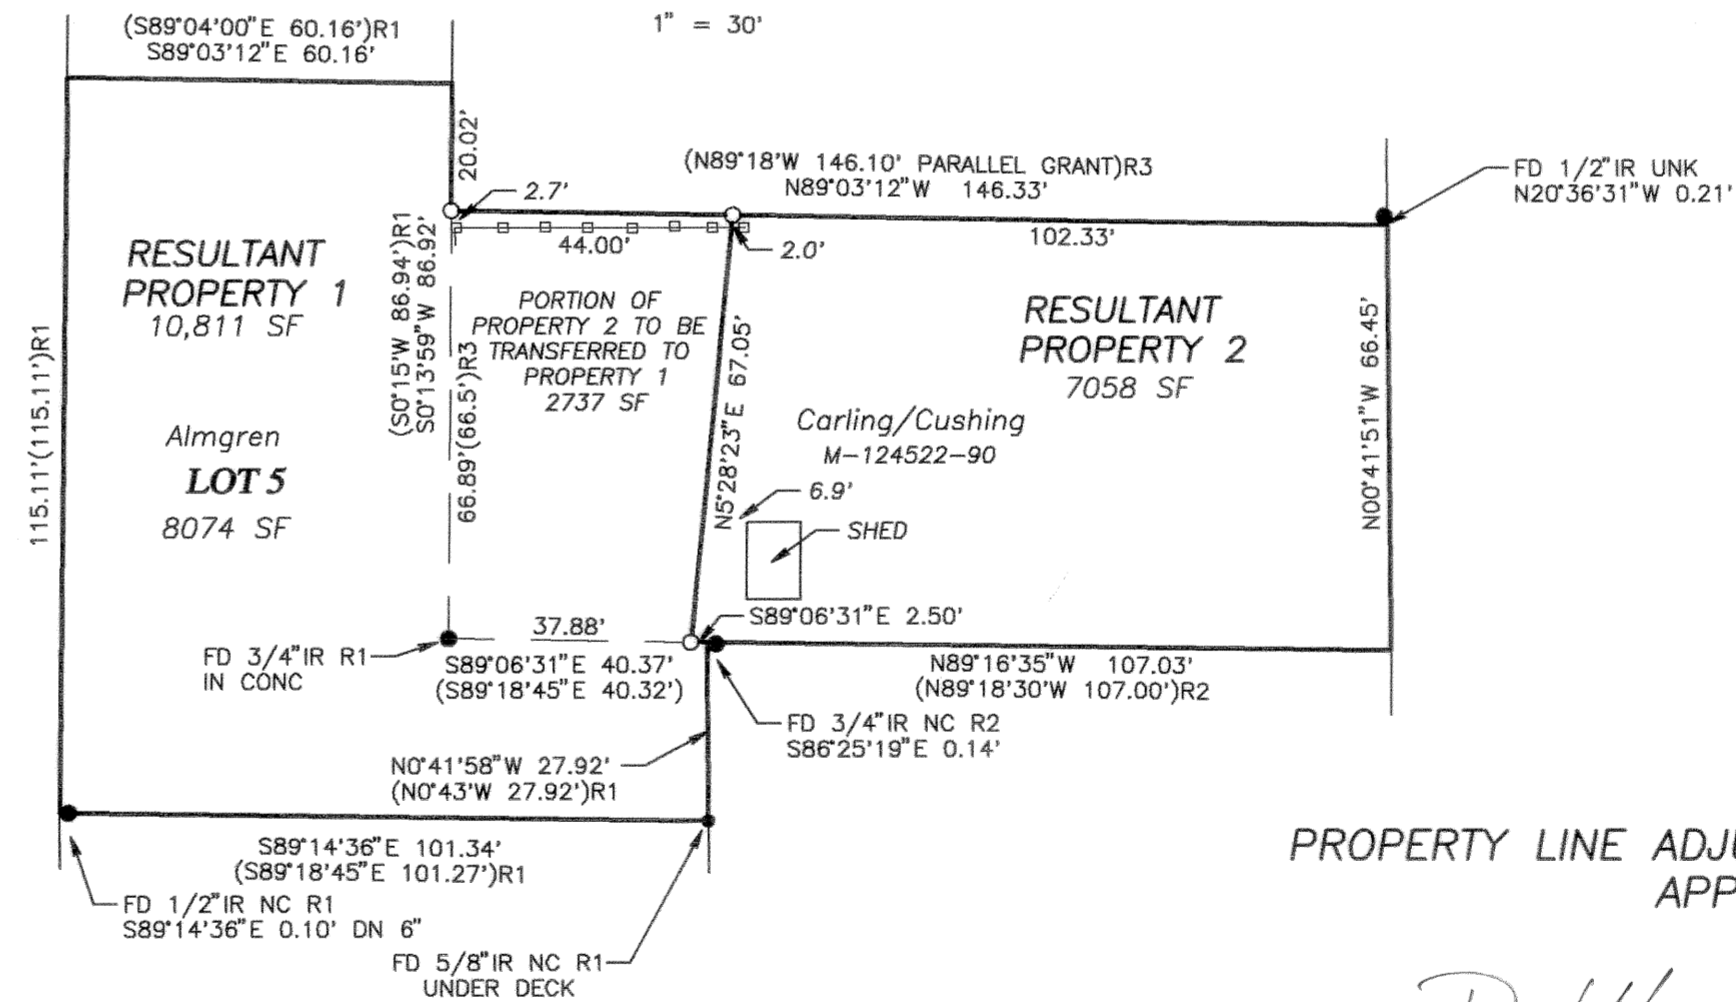 (S89°04'00"E 60.16')R1
S89°03'12"E 60.16'
1" = 30'
20.02'
2.7'
(N89°18'W 146.10' PARALLEL GRANT)R3
N89°03'12"W 146.33'
FD 1/2"IR UNK
N20°36'31"W 0.21'
44.00'
2.0'
102.33'
RESULTANT
PROPERTY 1
10,811 SF
(S0°15'W 86.94')R1
S0°13'59"W 86.92'
66.89'(66.5')R3
PORTION OF
PROPERTY 2 TO BE
TRANSFERRED TO
PROPERTY 1
2737 SF
N5°28'23"E 67.05'
RESULTANT
PROPERTY 2
7058 SF
N00°41'51"W 66.45'
115.11'(115.11')R1
Almgren
LOT 5
8074 SF
Carling/Cushing
M-124522-90
6.9'
SHED
S89°06'31"E 2.50'
37.88'
S89°06'31"E 40.37'
(S89°18'45"E 40.32')
FD 3/4"IR R1
IN CONC
N89°16'35"W 107.03'
(N89°18'30'W 107.00')R2
FD 3/4"IR NC R2
S86°25'19"E 0.14'
N0°41'58"W 27.92'
(N0°43'W 27.92')R1
S89°14'36"E 101.34'
(S89°18'45"E 101.27')R1
FD 1/2"IR NC R1
S89°14'36"E 0.10' DN 6"
FD 5/8"IR NC R1
UNDER DECK
PROPERTY LINE ADJU
APP